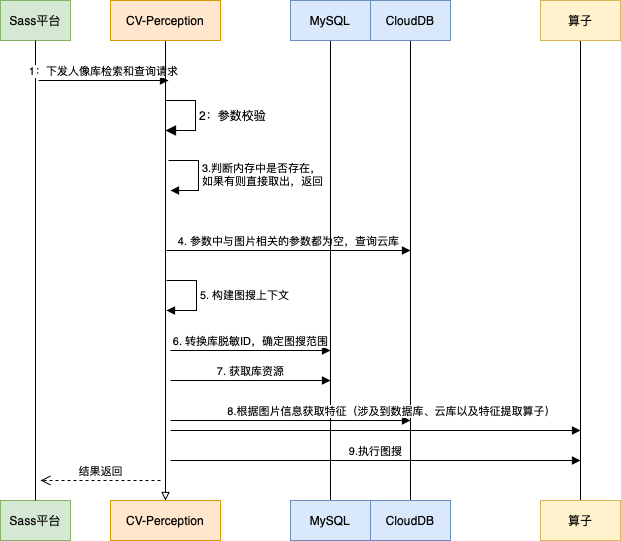 Sass平台
CV-Perception
MySQL
CloudDB
算子
1：下发人像库检索和查询请求
2：参数校验
3.判断内存中是否存在，
如果有则直接取出，返回
4. 参数中与图片相关的参数都为空，查询云库
5. 构建图搜上下文
6. 转换库脱敏ID，确定图搜范围
7. 获取库资源
8.根据图片信息获取特征（涉及到数据库、云库以及特征提取算子）
9.执行图搜
结果返回
Sass平台
CV-Perception
MySQL
CloudDB
算子